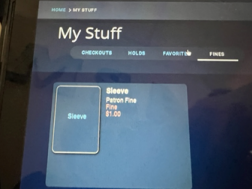 HOME > MY STUFF
My Stuff
CHECKOUTS HOLDS FAVORITES FINES
Sleeve
Sleeve
Patron Fine
Fine
$1.00